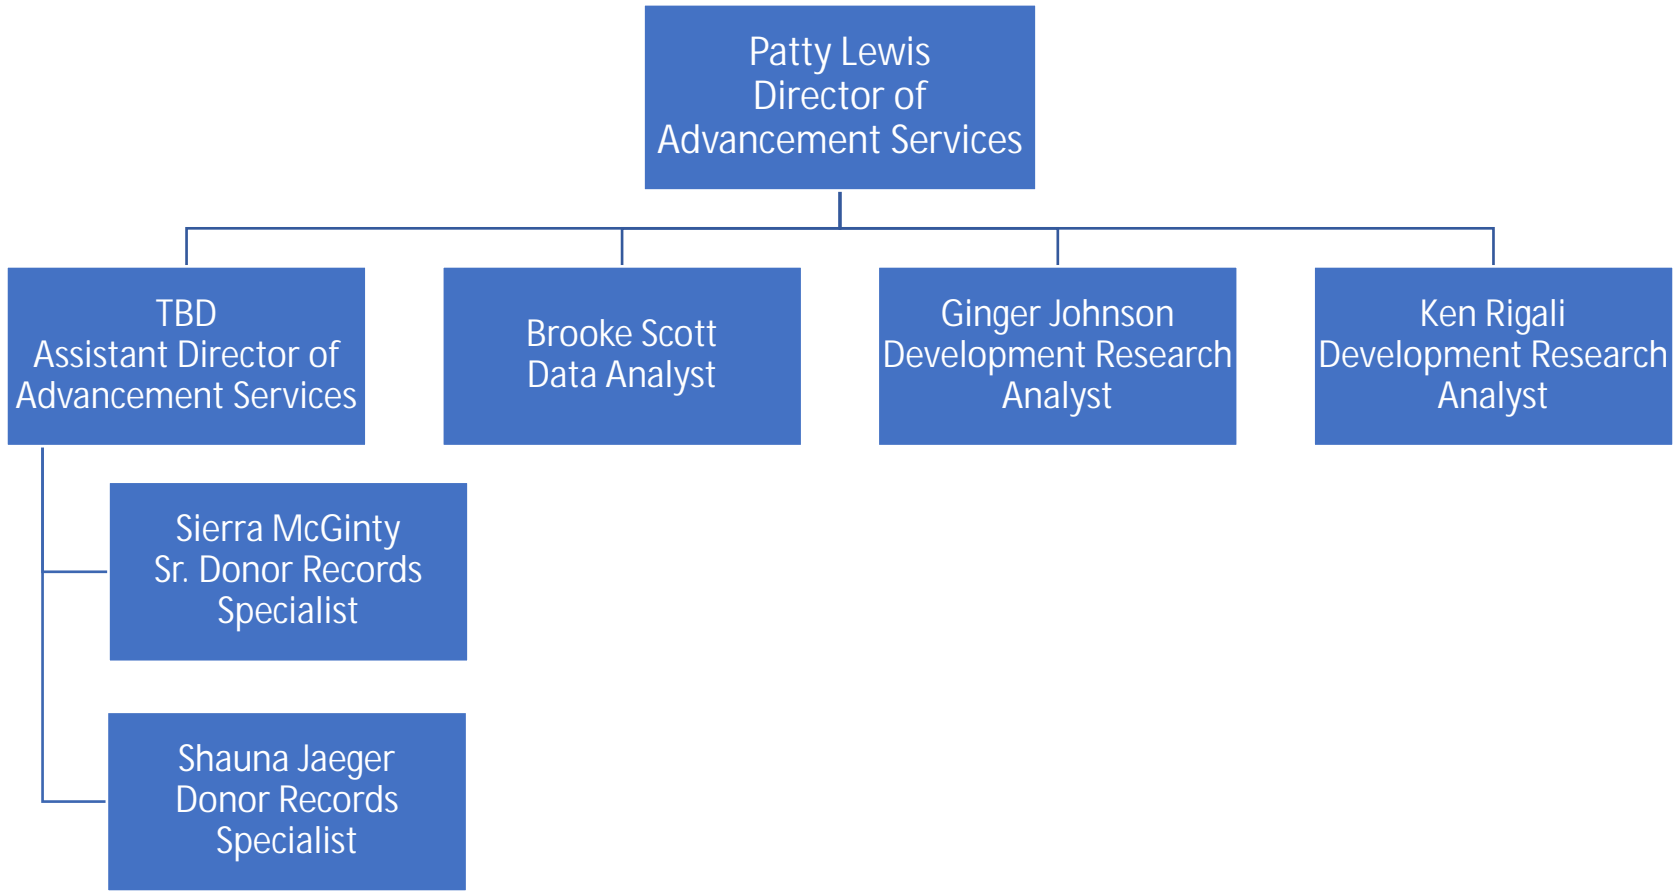 Patty Lewis
Director of
Advancement Services
TBD
Assistant Director of
Advancement Services
Brooke Scott
Data Analyst
Ginger Johnson
Development Research
Analyst
Ken Rigali
Development Research
Analyst
Sierra McGinty
Sr. Donor Records
Specialist
Shauna Jaeger
Donor Records
Specialist